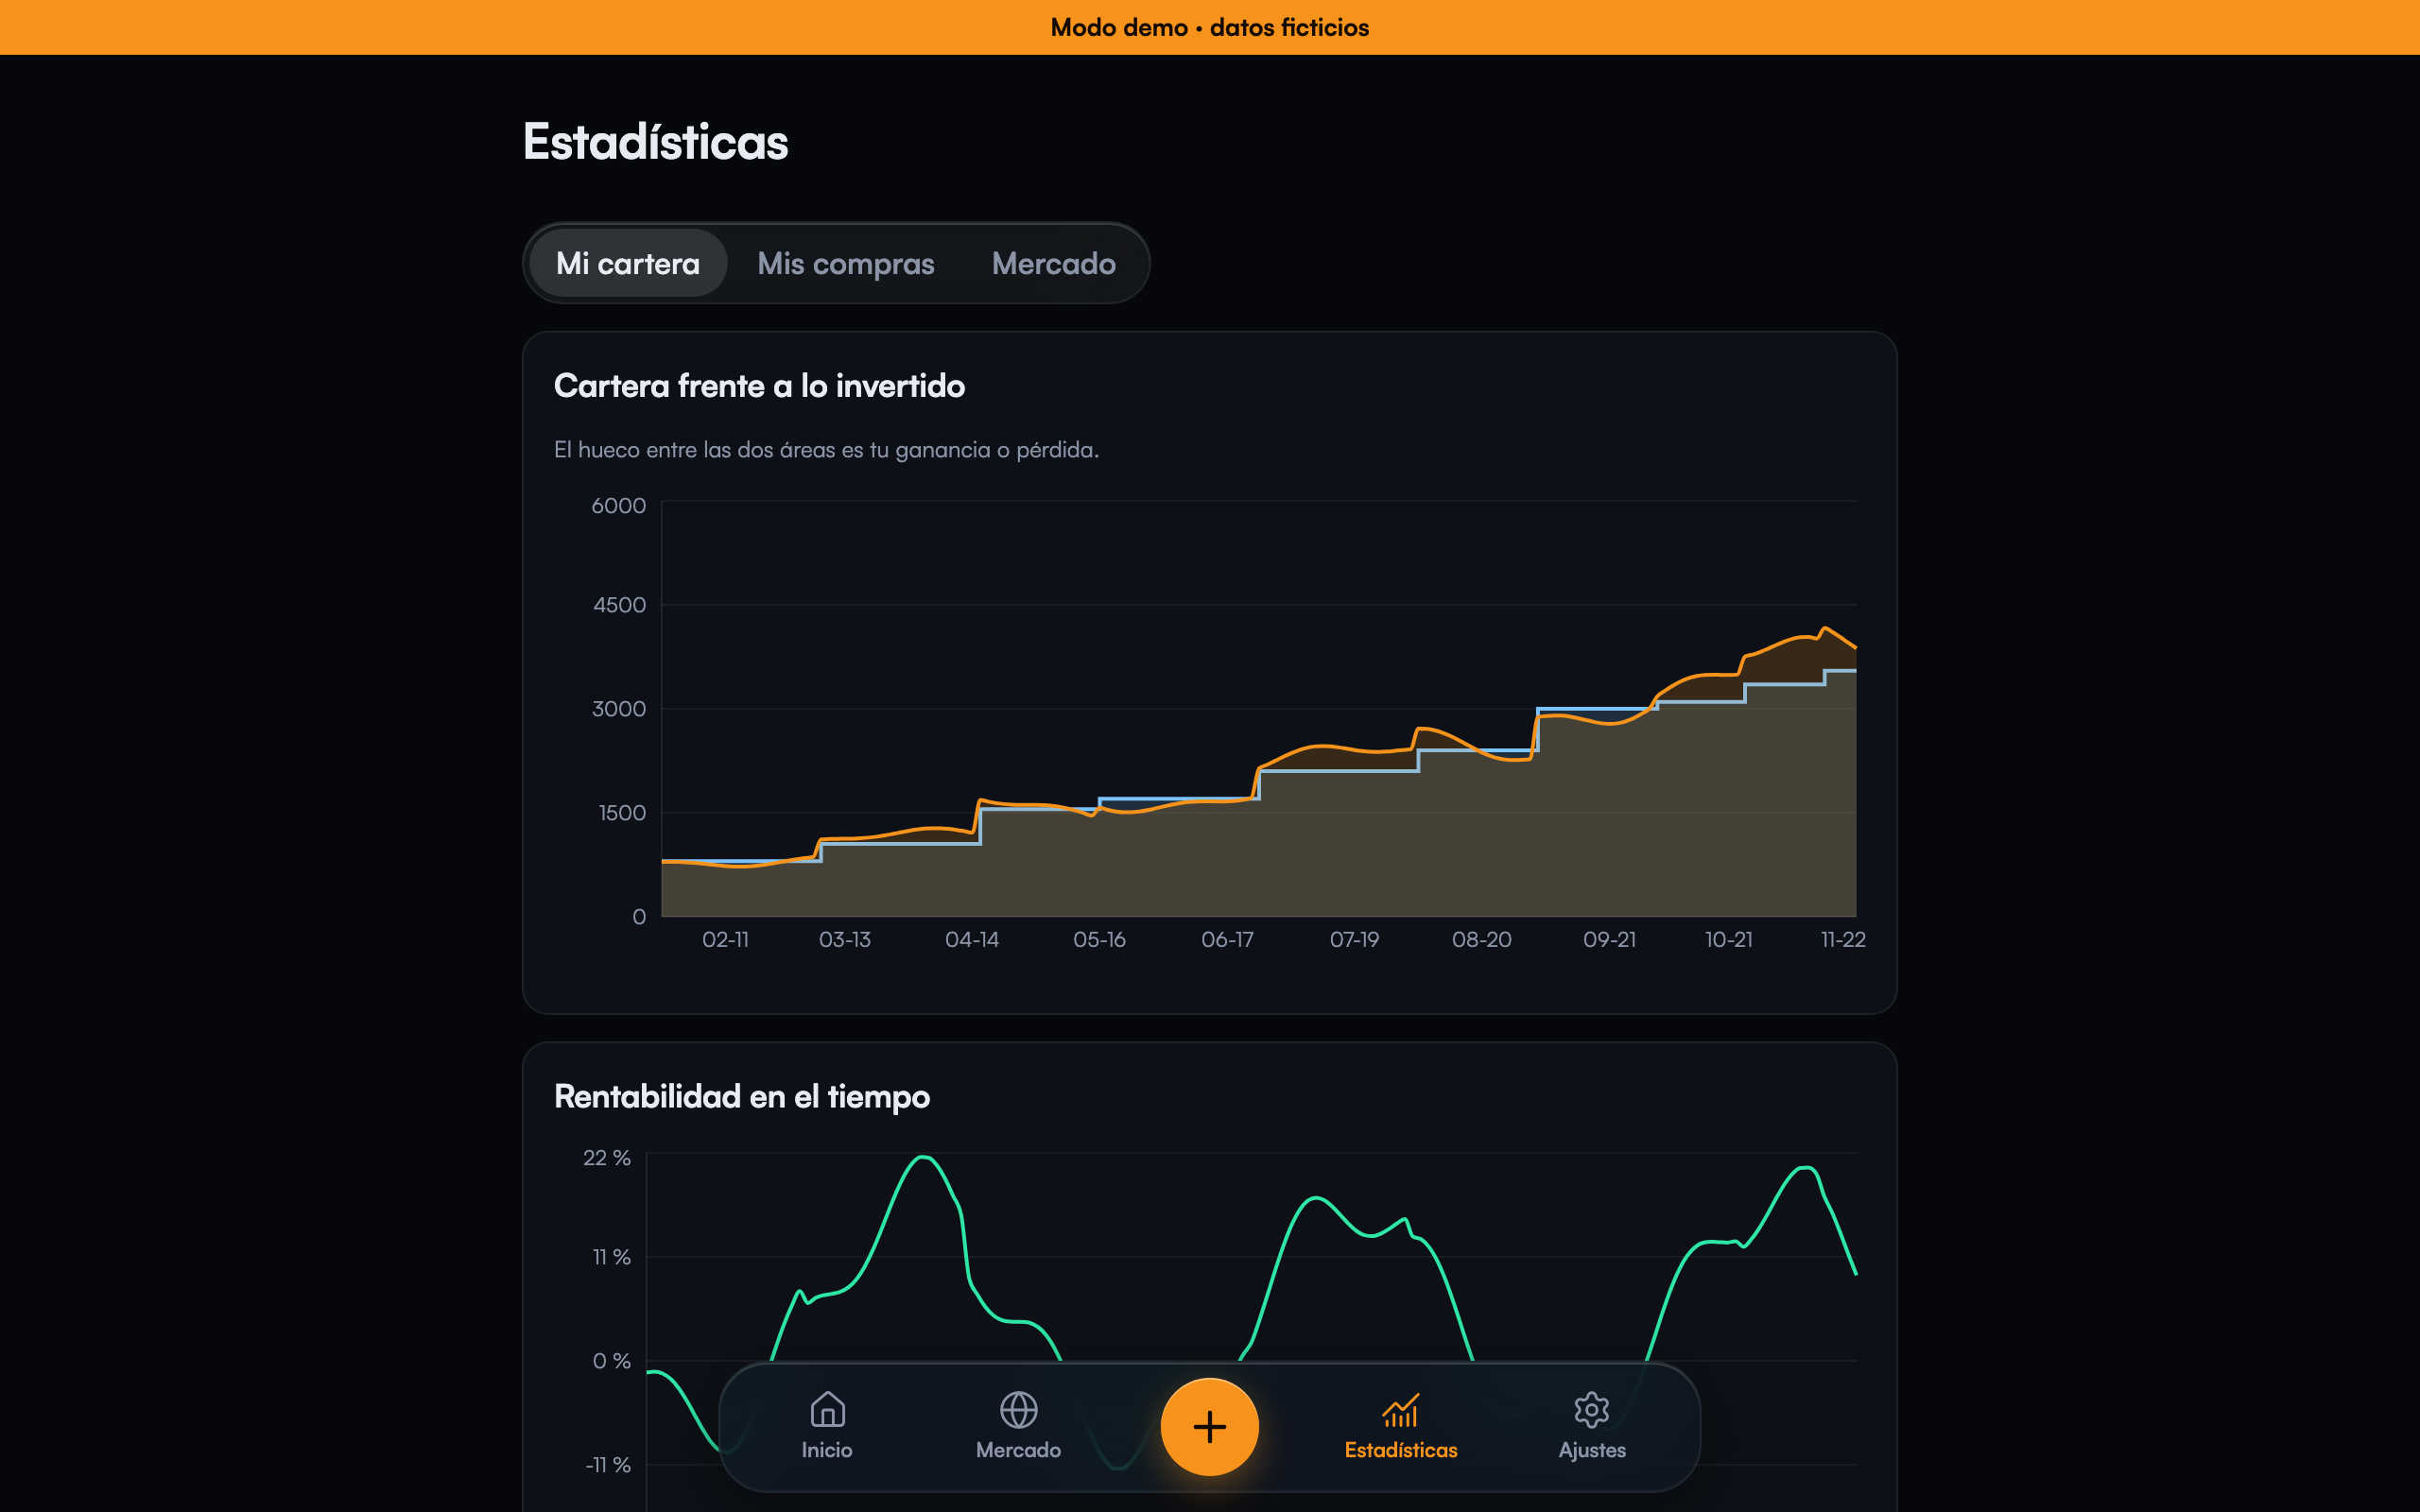 Modo demo · datos ficticios
Estadísticas
Mi cartera Mis compras Mercado
Cartera frente a lo invertido
El hueco entre las dos áreas es tu ganancia o pérdida.
6000
4500
3000
1500
0
02-11 03-13 04-14 05-16 06-17 07-19 08-20 09-21 10-21 11-22
Rentabilidad en el tiempo
22 %
11 %
0 %
-11 %
Inicio Mercado + Estadísticas Ajustes